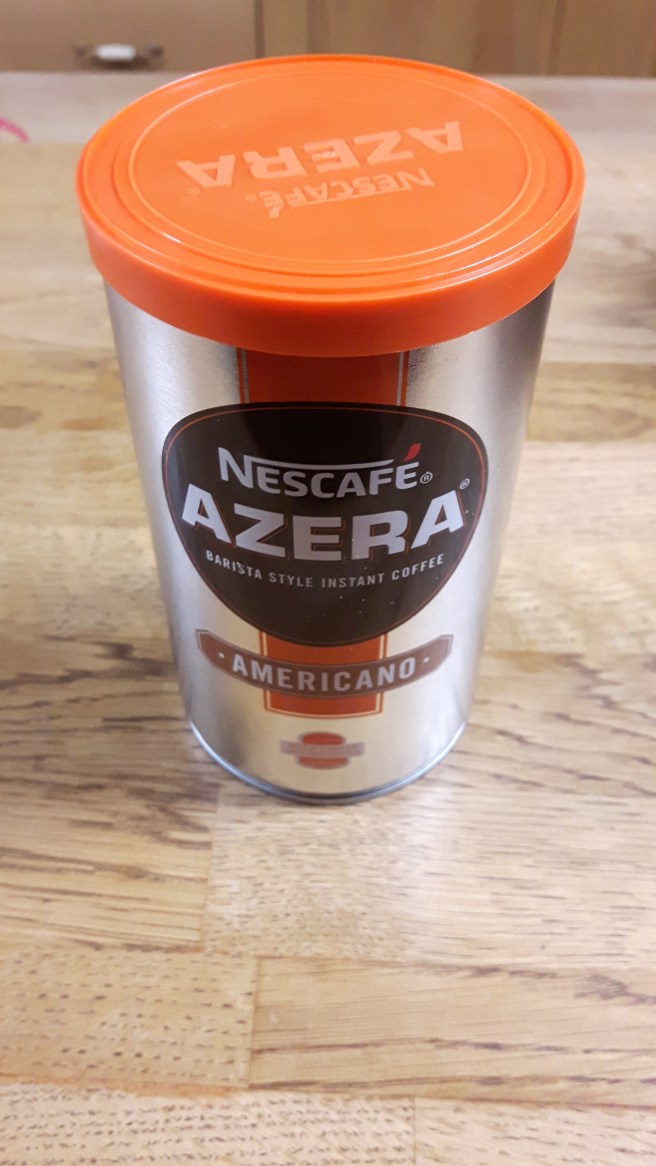 NESCAFÉ®
AZERA®
NESCAFÉ®
AZERA®
BARISTA STYLE INSTANT COFFEE
· AMERICANO ·